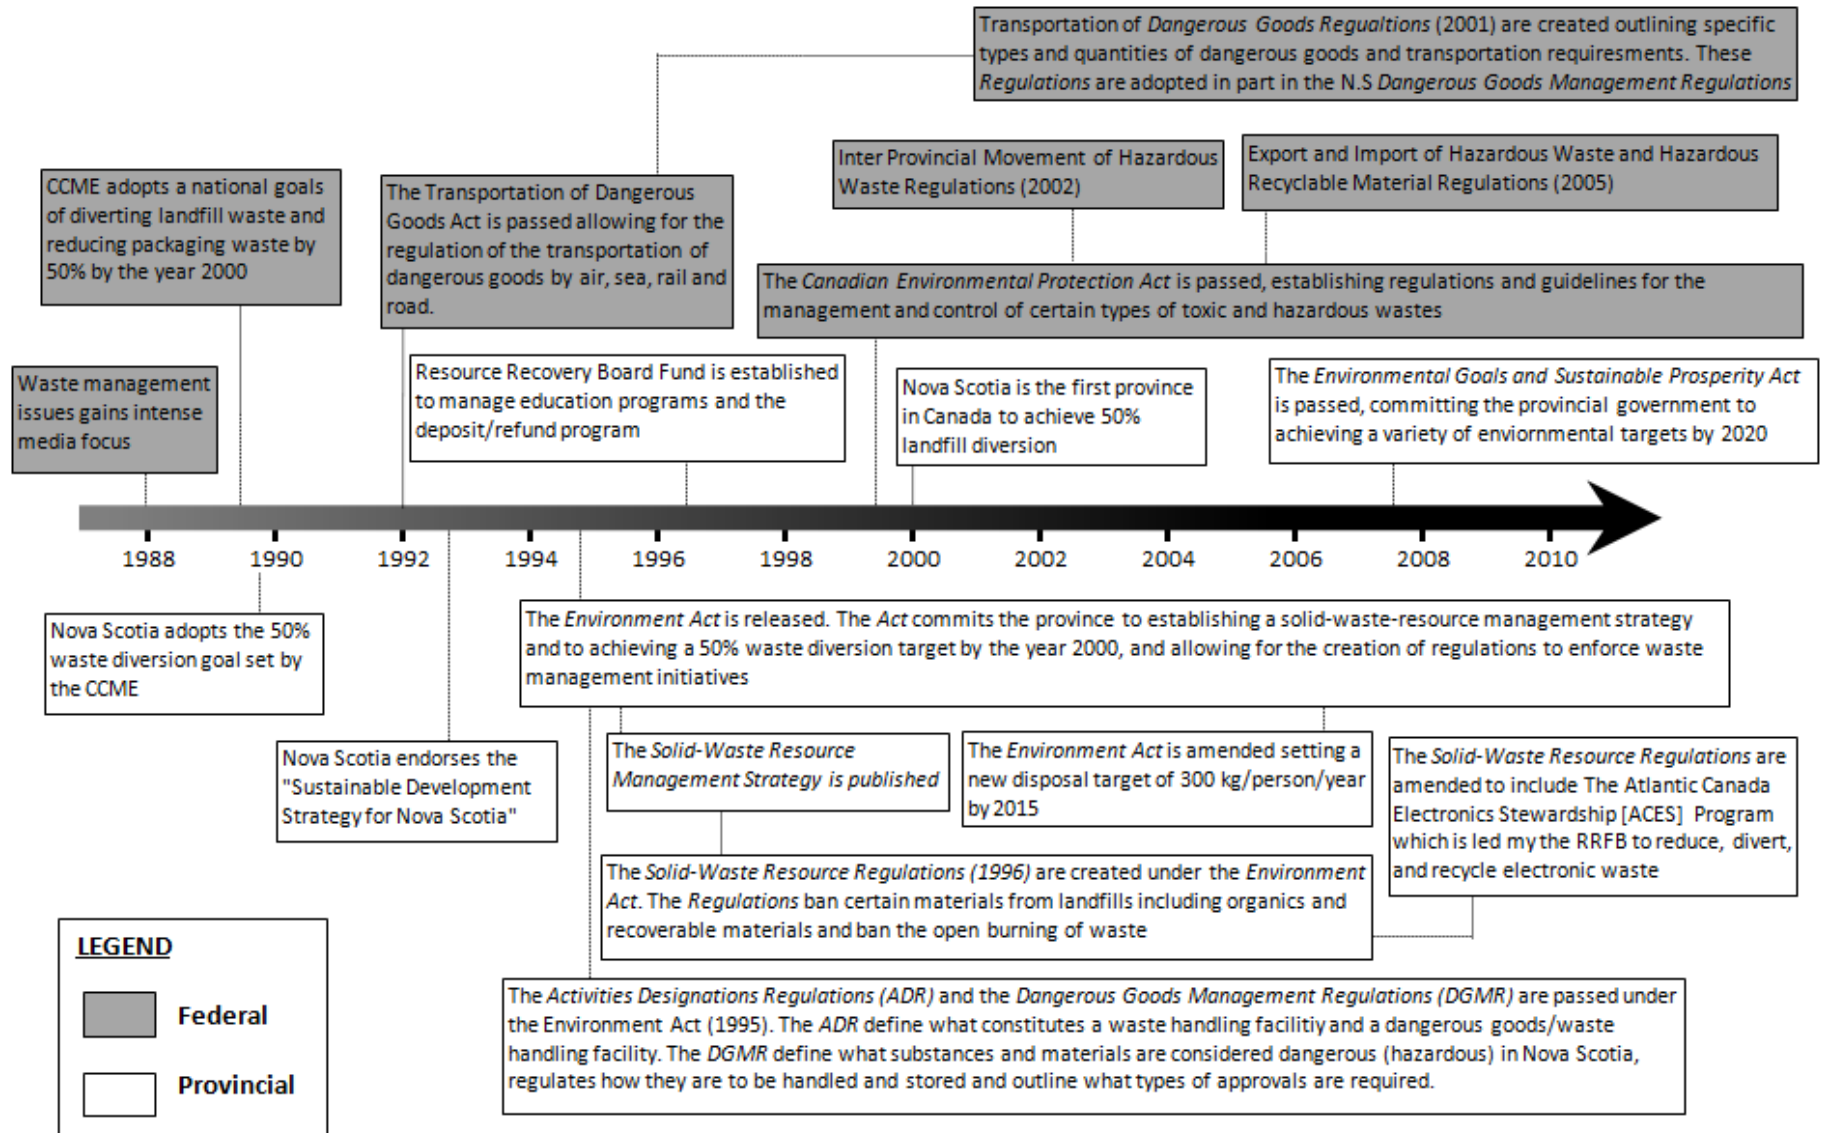 Transportation of Dangerous Goods Regualtions (2001) are created outlining specific
types and quantities of dangerous goods and transportation requiresments. These
Regulations are adopted in part in the N.S Dangerous Goods Management Regulations
Inter Provincial Movement of Hazardous
Waste Regulations (2002)
Export and Import of Hazardous Waste and Hazardous
Recyclable Material Regulations (2005)
CCME adopts a national goals
of diverting landfill waste and
reducing packaging waste by
50% by the year 2000
The Transportation of Dangerous
Goods Act is passed allowing for the
regulation of the transportation of
dangerous goods by air, sea, rail and
road.
The Canadian Environmental Protection Act is passed, establishing regulations and guidelines for the
management and control of certain types of toxic and hazardous wastes
Waste management
issues gains intense
media focus
Resource Recovery Board Fund is established
to manage education programs and the
deposit/refund program
Nova Scotia is the first province
in Canada to achieve 50%
landfill diversion
The Environmental Goals and Sustainable Prosperity Act
is passed, committing the provincial government to
achieving a variety of enviornmental targets by 2020
1988 1990 1992 1994 1996 1998 2000 2002 2004 2006 2008 2010
Nova Scotia adopts the 50%
waste diversion goal set by
the CCME
The Environment Act is released. The Act commits the province to establishing a solid-waste-resource management strategy
and to achieving a 50% waste diversion target by the year 2000, and allowing for the creation of regulations to enforce waste
management initiatives
Nova Scotia endorses the
"Sustainable Development
Strategy for Nova Scotia"
The Solid-Waste Resource
Management Strategy is published
The Environment Act is amended setting a
new disposal target of 300 kg/person/year
by 2015
The Solid-Waste Resource Regulations are
amended to include The Atlantic Canada
Electronics Stewardship [ACES] Program
which is led my the RRFB to reduce, divert,
and recycle electronic waste
The Solid-Waste Resource Regulations (1996) are created under the Environment
Act. The Regulations ban certain materials from landfills including organics and
recoverable materials and ban the open burning of waste
The Activities Designations Regulations (ADR) and the Dangerous Goods Management Regulations (DGMR) are passed under
the Environment Act (1995). The ADR define what constitutes a waste handling facilitiy and a dangerous goods/waste
handling facility. The DGMR define what substances and materials are considered dangerous (hazardous) in Nova Scotia,
regulates how they are to be handled and stored and outline what types of approvals are required.
LEGEND
Federal
Provincial